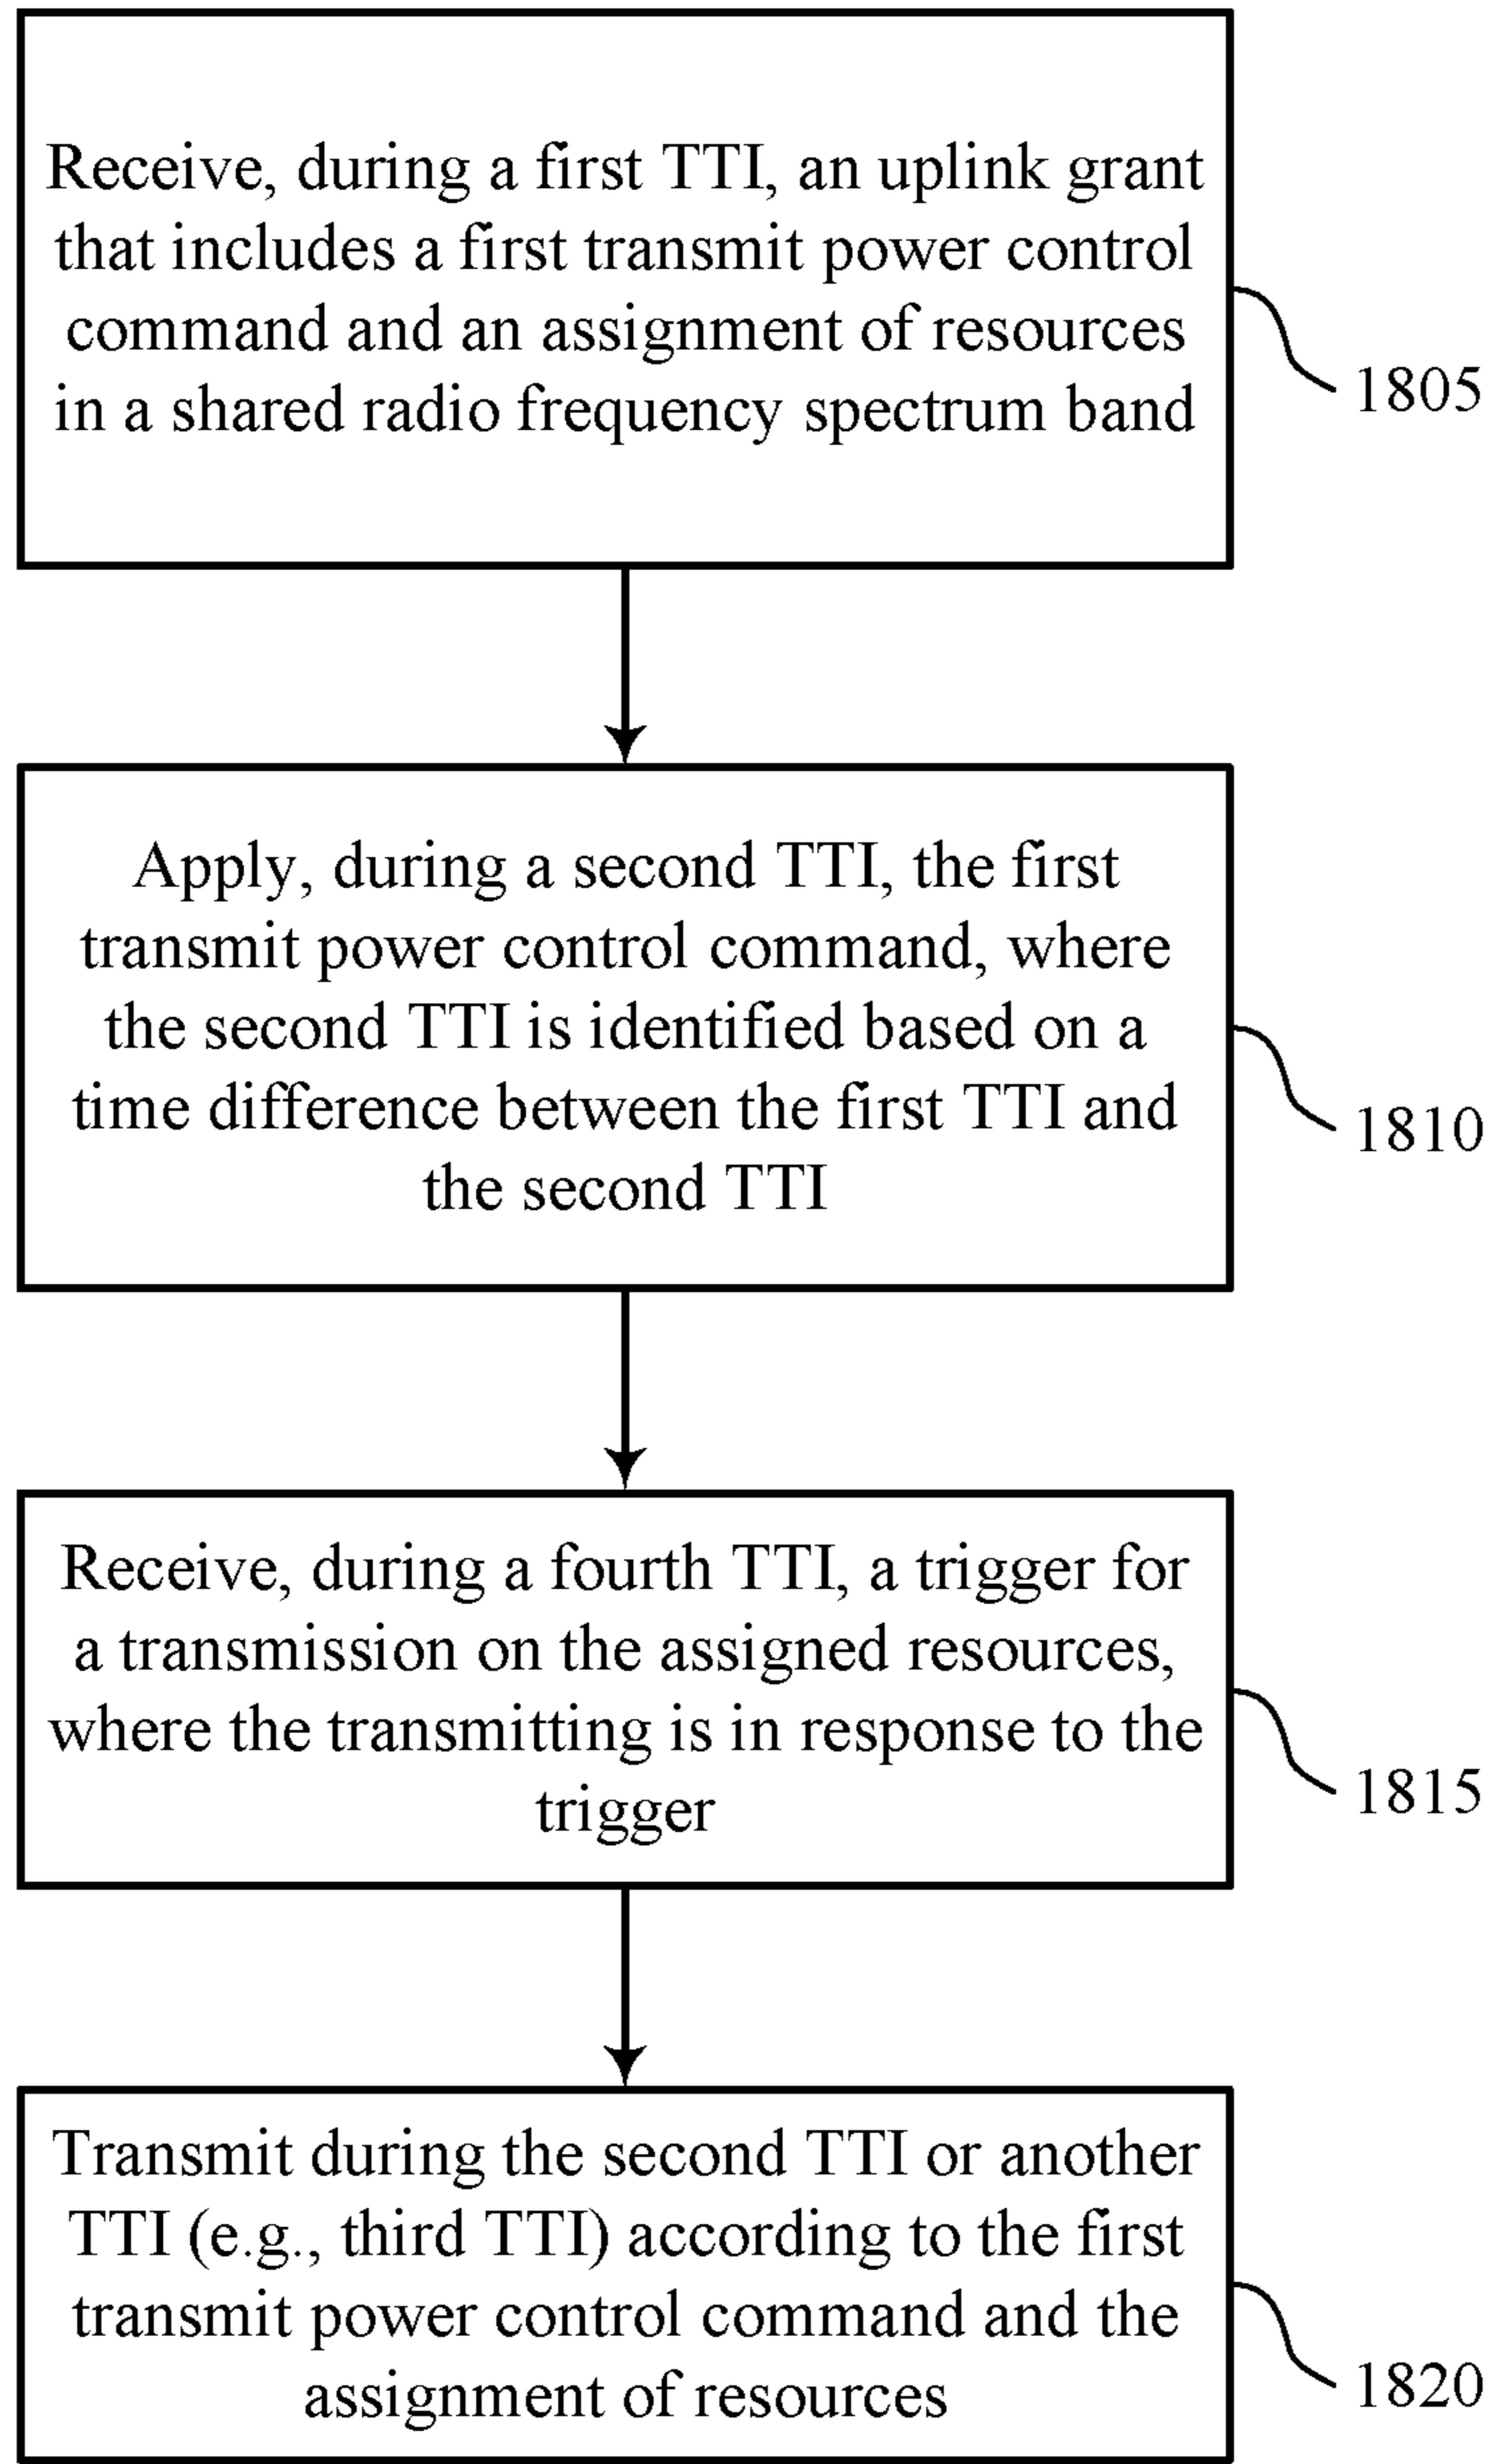 Receive, during a first TTI, an uplink grant
that includes a first transmit power control
command and an assignment of resources
in a shared radio frequency spectrum band
1805
Apply, during a second TTI, the first
transmit power control command, where
the second TTI is identified based on a
time difference between the first TTI and
the second TTI
1810
Receive, during a fourth TTI, a trigger for
a transmission on the assigned resources,
where the transmitting is in response to the
trigger
1815
Transmit during the second TTI or another
TTI (e.g., third TTI) according to the first
transmit power control command and the
assignment of resources
1820